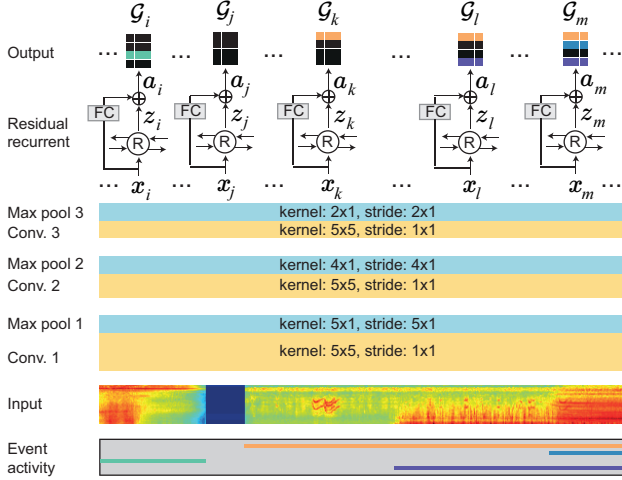 𝒢i 𝒢j 𝒢k 𝒢l 𝒢m
Output ... ... ... ... ... ...
ai aj ak al am
FC FC FC FC FC
zi zj zk zl zm
Residual
recurrent
R R R R R
... xi ... xj ... xk ... xl ... xm ...
Max pool 3 kernel: 2x1, stride: 2x1
Conv. 3 kernel: 5x5, stride: 1x1
Max pool 2 kernel: 4x1, stride: 4x1
Conv. 2 kernel: 5x5, stride: 1x1
Max pool 1 kernel: 5x1, stride: 5x1
Conv. 1 kernel: 5x5, stride: 1x1
Input
Event
activity